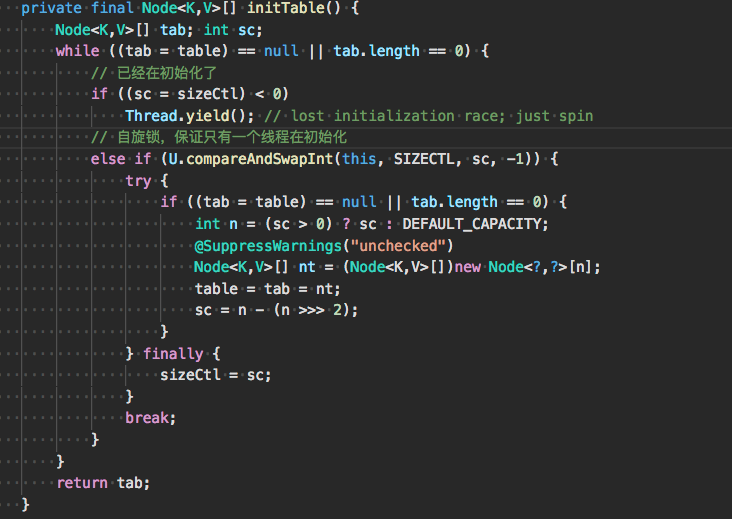 private final Node<K,V>[] initTable() {
Node<K,V>[] tab; int sc;
while ((tab = table) == null || tab.length == 0) {
// 已经在初始化了
if ((sc = sizeCtl) < 0)
Thread.yield(); // lost initialization race; just spin
// 自旋锁，保证只有一个线程在初始化
else if (U.compareAndSwapInt(this, SIZECTL, sc, -1)) {
try {
if ((tab = table) == null || tab.length == 0) {
int n = (sc > 0) ? sc : DEFAULT_CAPACITY;
@SuppressWarnings("unchecked")
Node<K,V>[] nt = (Node<K,V>[])new Node<?,?>[n];
table = tab = nt;
sc = n - (n >>> 2);
}
} finally {
sizeCtl = sc;
}
break;
}
}
return tab;
}